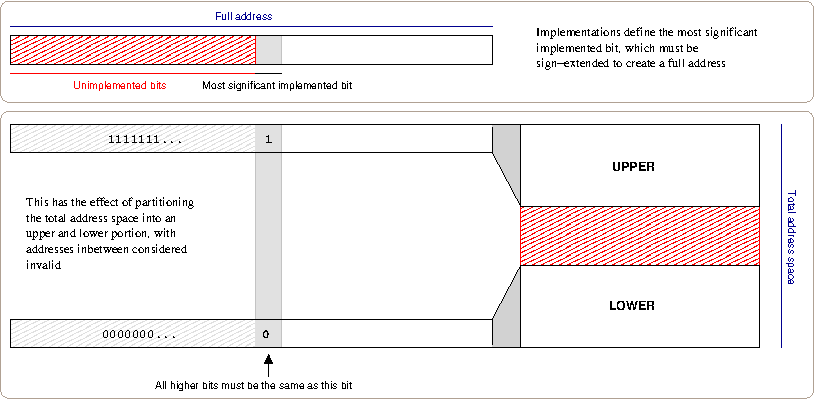 Full address
Implementations define the most significant
implemented bit, which must be
sign-extended to create a full address
Unimplemented bits
Most significant implemented bit
1111111...
1
UPPER
This has the effect of partitioning
the total address space into an
upper and lower portion, with
addresses inbetween considered
invalid
Total address space
LOWER
0000000...
0
All higher bits must be the same as this bit